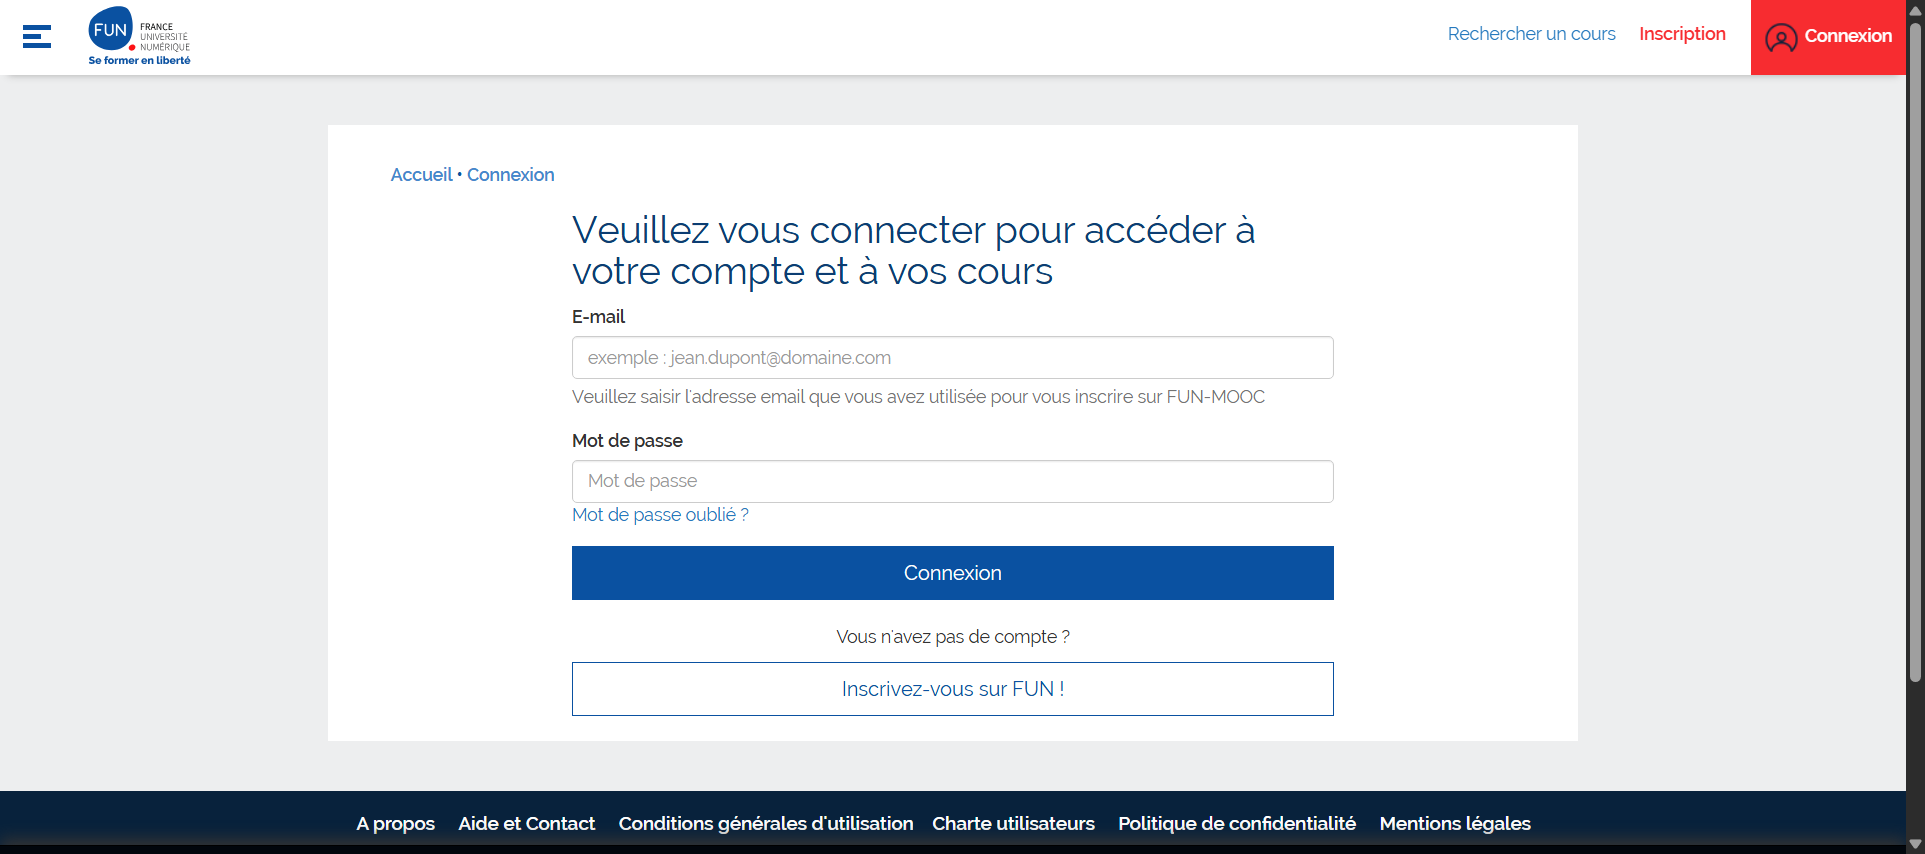 FUN
FRANCE
UNIVERSITÉ
NUMÉRIQUE
Se former en liberté
Rechercher un cours
Inscription
Connexion
Accueil • Connexion
Veuillez vous connecter pour accéder à
votre compte et à vos cours
E-mail
exemple : jean.dupont@domaine.com
Veuillez saisir l'adresse email que vous avez utilisée pour vous inscrire sur FUN-MOOC
Mot de passe
Mot de passe
Mot de passe oublié ?
Connexion
Vous n'avez pas de compte ?
Inscrivez-vous sur FUN !
A propos Aide et Contact Conditions générales d'utilisation Charte utilisateurs Politique de confidentialité Mentions légales